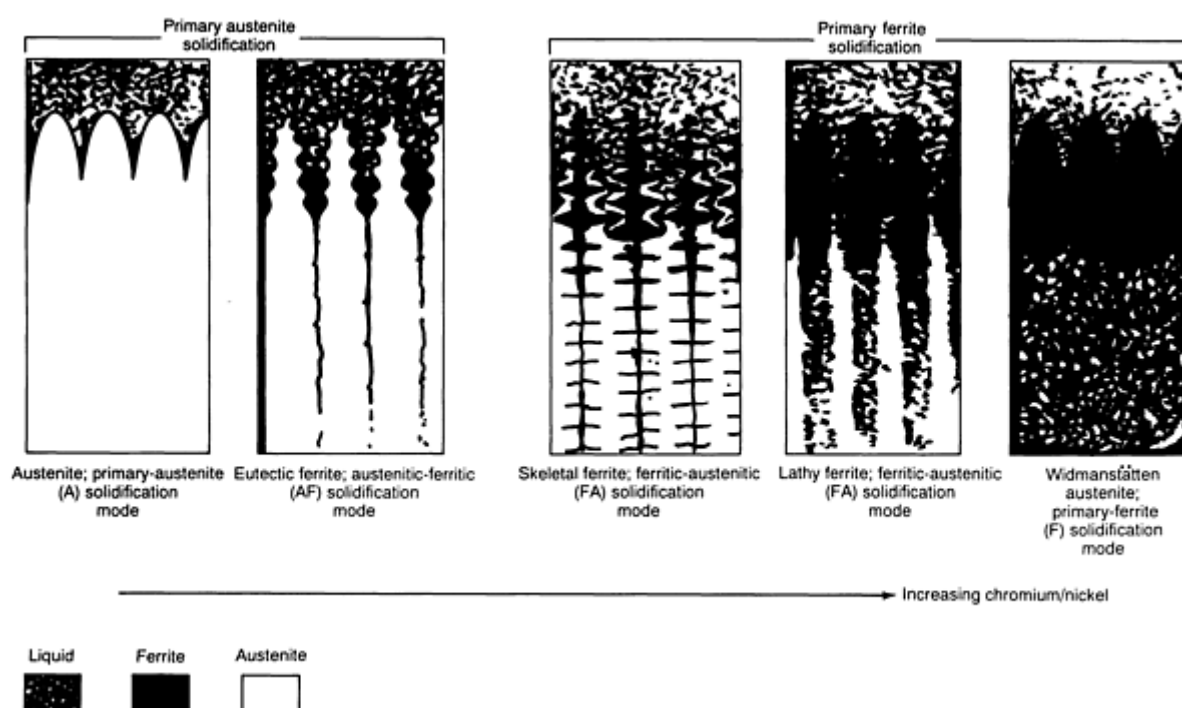 Primary austenite
solidification
Primary ferrite
solidification
Austenite; primary-austenite
(A) solidification
mode
Eutectic ferrite; austenitic-ferritic
(AF) solidification
mode
Skeletal ferrite; ferritic-austenitic
(FA) solidification
mode
Lathy ferrite; ferritic-austenitic
(FA) solidification
mode
Widmanstätten
austenite;
primary-ferrite
(F) solidification
mode
Increasing chromium/nickel
Liquid
Ferrite
Austenite